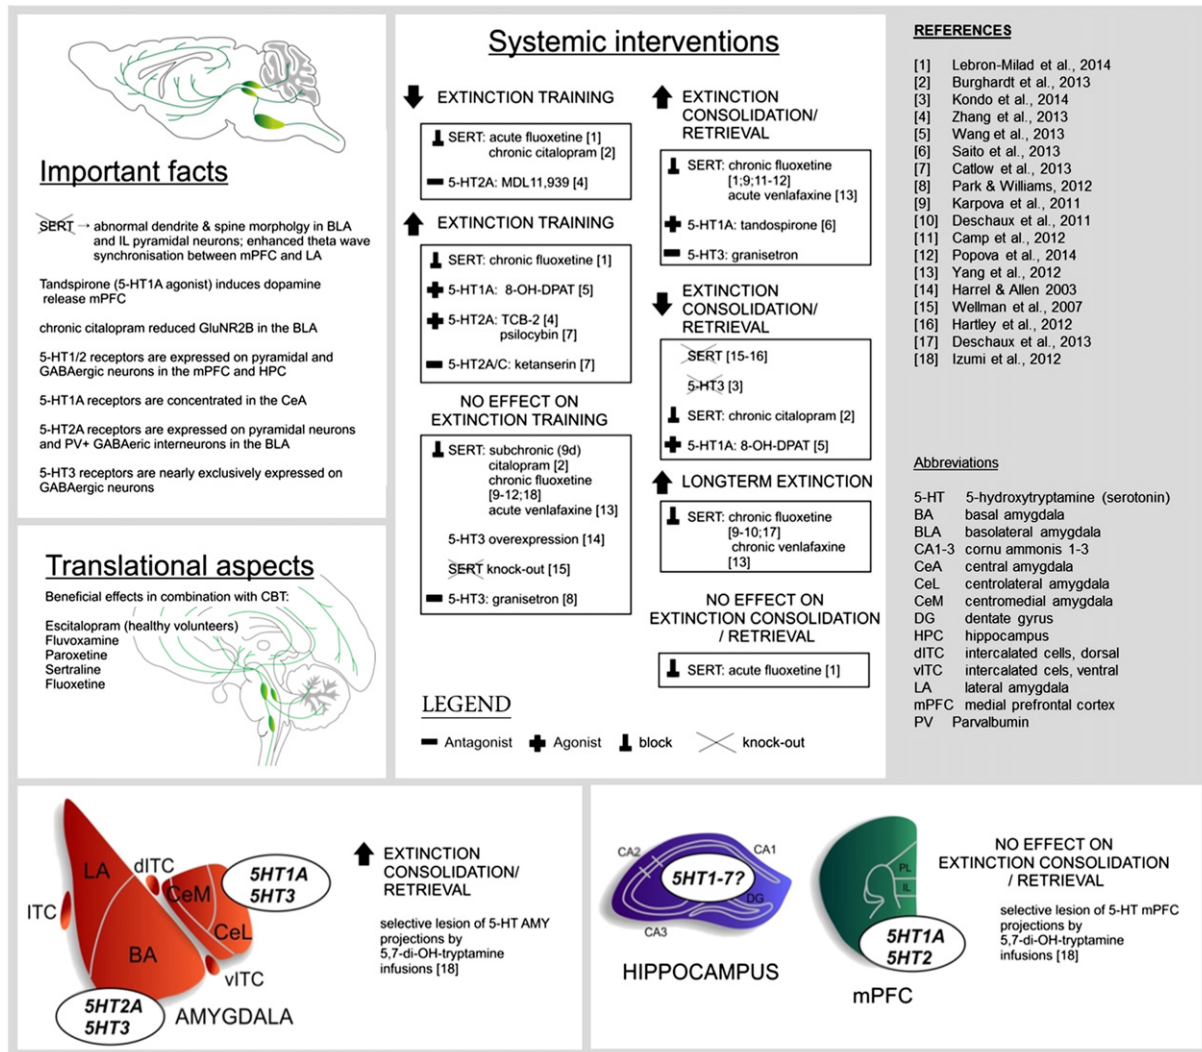 Important facts
SERT → abnormal dendrite & spine morpholgy in BLA
and IL pyramidal neurons; enhanced theta wave
synchronisation between mPFC and LA
Tandspirone (5-HT1A agonist) induces dopamine
release mPFC
chronic citalopram reduced GluNR2B in the BLA
5-HT1/2 receptors are expressed on pyramidal and
GABAergic neurons in the mPFC and HPC
5-HT1A receptors are concentrated in the CeA
5-HT2A receptors are expressed on pyramidal neurons
and PV+ GABAeric interneurons in the BLA
5-HT3 receptors are nearly exclusively expressed on
GABAergic neurons
Translational aspects
Beneficial effects in combination with CBT:
Escitalopram (healthy volunteers)
Fluvoxamine
Paroxetine
Sertraline
Fluoxetine
Systemic interventions
EXTINCTION TRAINING
SERT: acute fluoxetine [1]
chronic citalopram [2]
5-HT2A: MDL11,939 [4]
EXTINCTION TRAINING
SERT: chronic fluoxetine [1]
5-HT1A: 8-OH-DPAT [5]
5-HT2A: TCB-2 [4]
psilocybin [7]
5-HT2A/C: ketanserin [7]
NO EFFECT ON
EXTINCTION TRAINING
SERT: subchronic (9d)
citalopram [2]
chronic fluoxetine
[9-12;18]
acute venlafaxine [13]
5-HT3 overexpression [14]
SERT knock-out [15]
5-HT3: granisetron [8]
EXTINCTION
CONSOLIDATION/
RETRIEVAL
SERT: chronic fluoxetine
[1;9;11-12]
acute venlafaxine [13]
5-HT1A: tandospirone [6]
5-HT3: granisetron
EXTINCTION
CONSOLIDATION/
RETRIEVAL
SERT [15-16]
5-HT3 [3]
SERT: chronic citalopram [2]
5-HT1A: 8-OH-DPAT [5]
LONGTERM EXTINCTION
SERT: chronic fluoxetine
[9-10;17]
chronic venlafaxine
[13]
NO EFFECT ON
EXTINCTION CONSOLIDATION
/ RETRIEVAL
SERT: acute fluoxetine [1]
LEGEND
Antagonist Agonist block knock-out
REFERENCES
[1] Lebron-Milad et al., 2014
[2] Burghardt et al., 2013
[3] Kondo et al., 2014
[4] Zhang et al., 2013
[5] Wang et al., 2013
[6] Saito et al., 2013
[7] Catlow et al., 2013
[8] Park & Williams, 2012
[9] Karpova et al., 2011
[10] Deschaux et al., 2011
[11] Camp et al., 2012
[12] Popova et al., 2014
[13] Yang et al., 2012
[14] Harrel & Allen 2003
[15] Wellman et al., 2007
[16] Hartley et al., 2012
[17] Deschaux et al., 2013
[18] Izumi et al., 2012
Abbreviations
5-HT 5-hydroxytryptamine (serotonin)
BA basal amygdala
BLA basolateral amygdala
CA1-3 cornu ammonis 1-3
CeA central amygdala
CeL centrolateral amygdala
CeM centromedial amygdala
DG dentate gyrus
HPC hippocampus
dITC intercalated cells, dorsal
vITC intercalated cels, ventral
LA lateral amygdala
mPFC medial prefrontal cortex
PV Parvalbumin
LA
dITC
CeM
5HT1A
5HT3
ITC
CeL
BA
vITC
5HT2A
5HT3
AMYGDALA
EXTINCTION
CONSOLIDATION/
RETRIEVAL
selective lesion of 5-HT AMY
projections by
5,7-di-OH-tryptamine
infusions [18]
CA2
CA1
5HT1-7?
DG
CA3
HIPPOCAMPUS
PL
IL
5HT1A
5HT2
mPFC
NO EFFECT ON
EXTINCTION CONSOLIDATION
/ RETRIEVAL
selective lesion of 5-HT mPFC
projections by
5,7-di-OH-tryptamine
infusions [18]